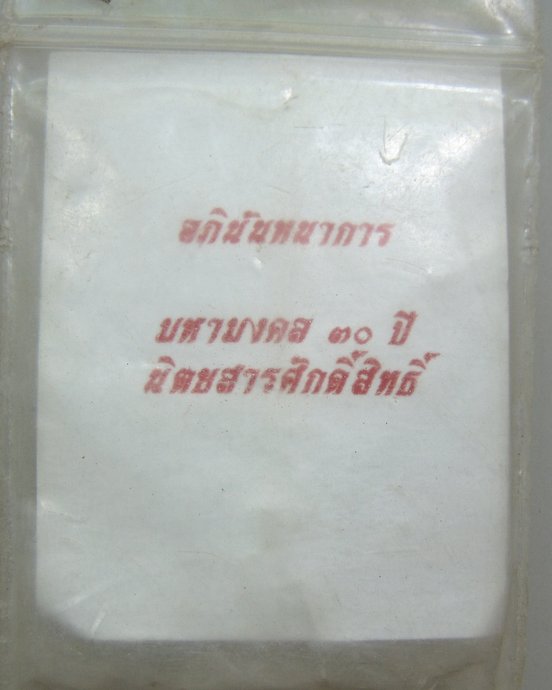 อภินันทนาการ
มหามงคล ๓๐ ปี
นิตยสารศักดิ์สิทธิ์